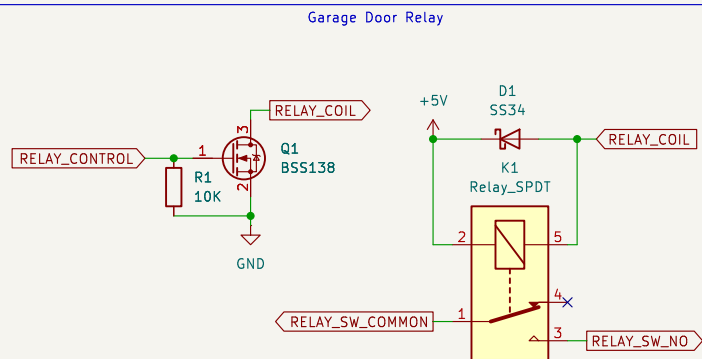 Garage Door Relay
RELAY_COIL
RELAY_CONTROL
1
3
2
Q1
BSS138
R1
10K
GND
+5V
D1
SS34
RELAY_COIL
K1
Relay_SPDT
2
5
4
1
3
RELAY_SW_COMMON
RELAY_SW_NO